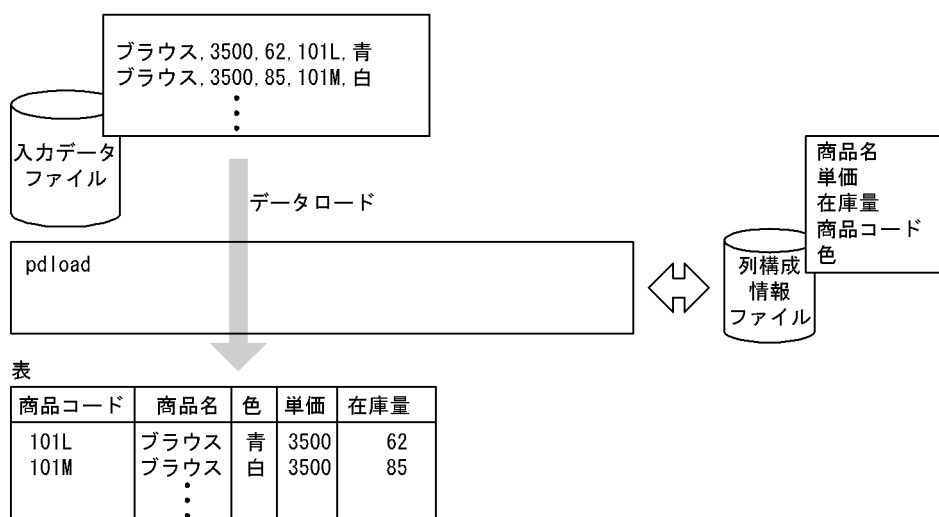 ブラウス,3500,62,101L,青
ブラウス,3500,85,101M,白
入力データ
ファイル
データロード
商品名
単価
在庫量
商品コード
色
pdload
列構成
情報
ファイル
表
商品コード 商品名 色 単価 在庫量
101L ブラウス 青 3500 62
101M ブラウス 白 3500 85